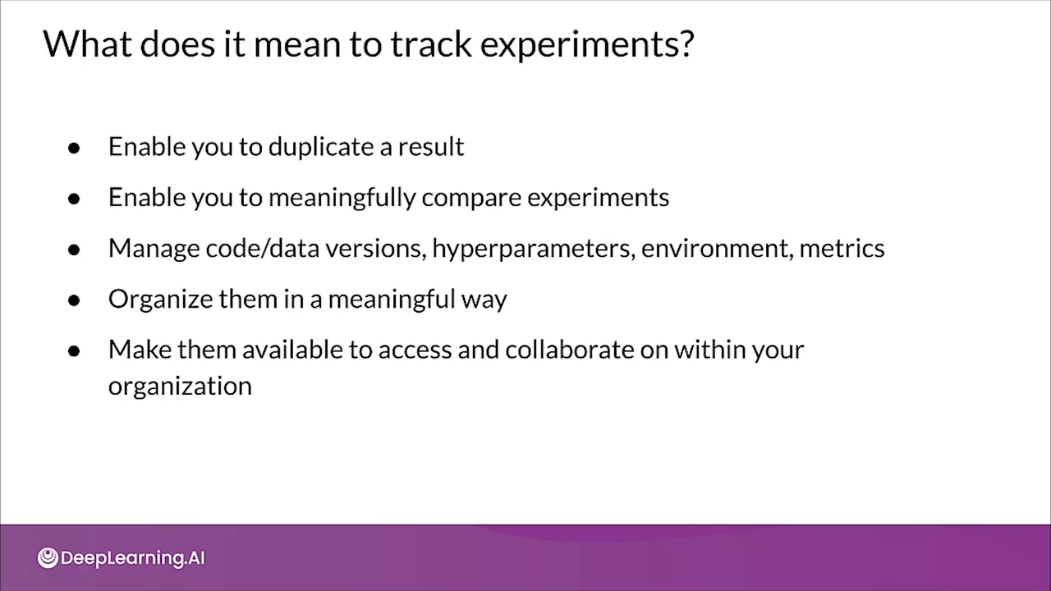 What does it mean to track experiments?
● Enable you to duplicate a result
● Enable you to meaningfully compare experiments
● Manage code/data versions, hyperparameters, environment, metrics
● Organize them in a meaningful way
● Make them available to access and collaborate on within your
organization
DeepLearning.AI